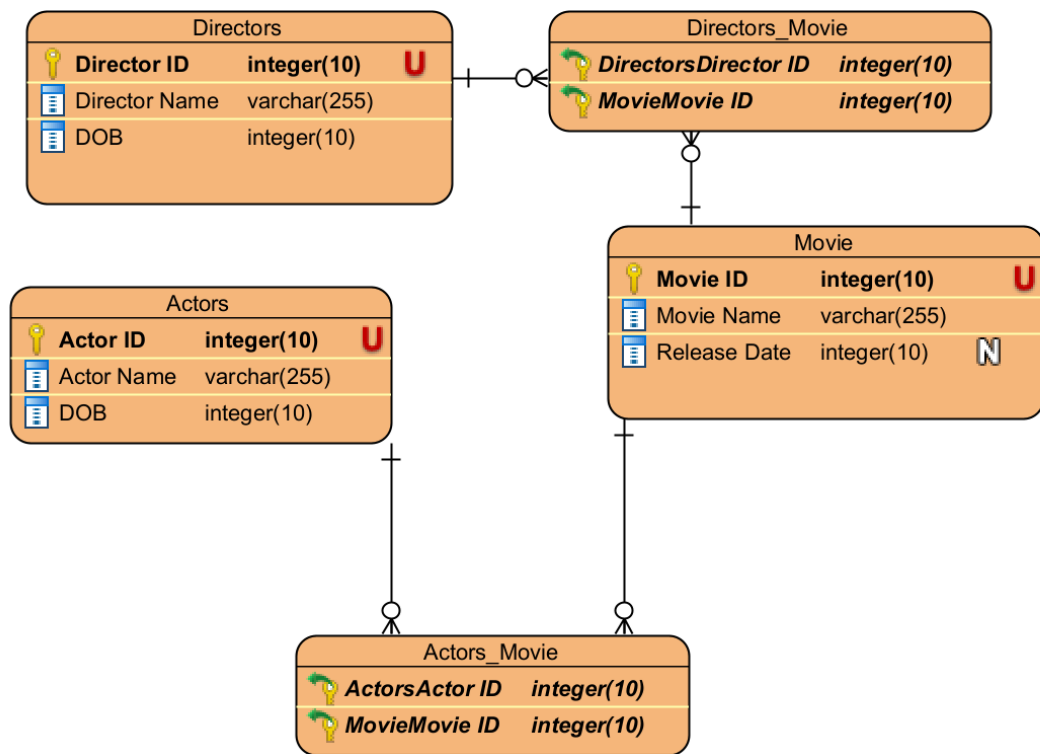 Directors
Director ID integer(10) U
Director Name varchar(255)
DOB integer(10)
Directors_Movie
DirectorsDirector ID integer(10)
MovieMovie ID integer(10)
Movie
Movie ID integer(10) U
Movie Name varchar(255)
Release Date integer(10) N
Actors
Actor ID integer(10) U
Actor Name varchar(255)
DOB integer(10)
Actors_Movie
ActorsActor ID integer(10)
MovieMovie ID integer(10)